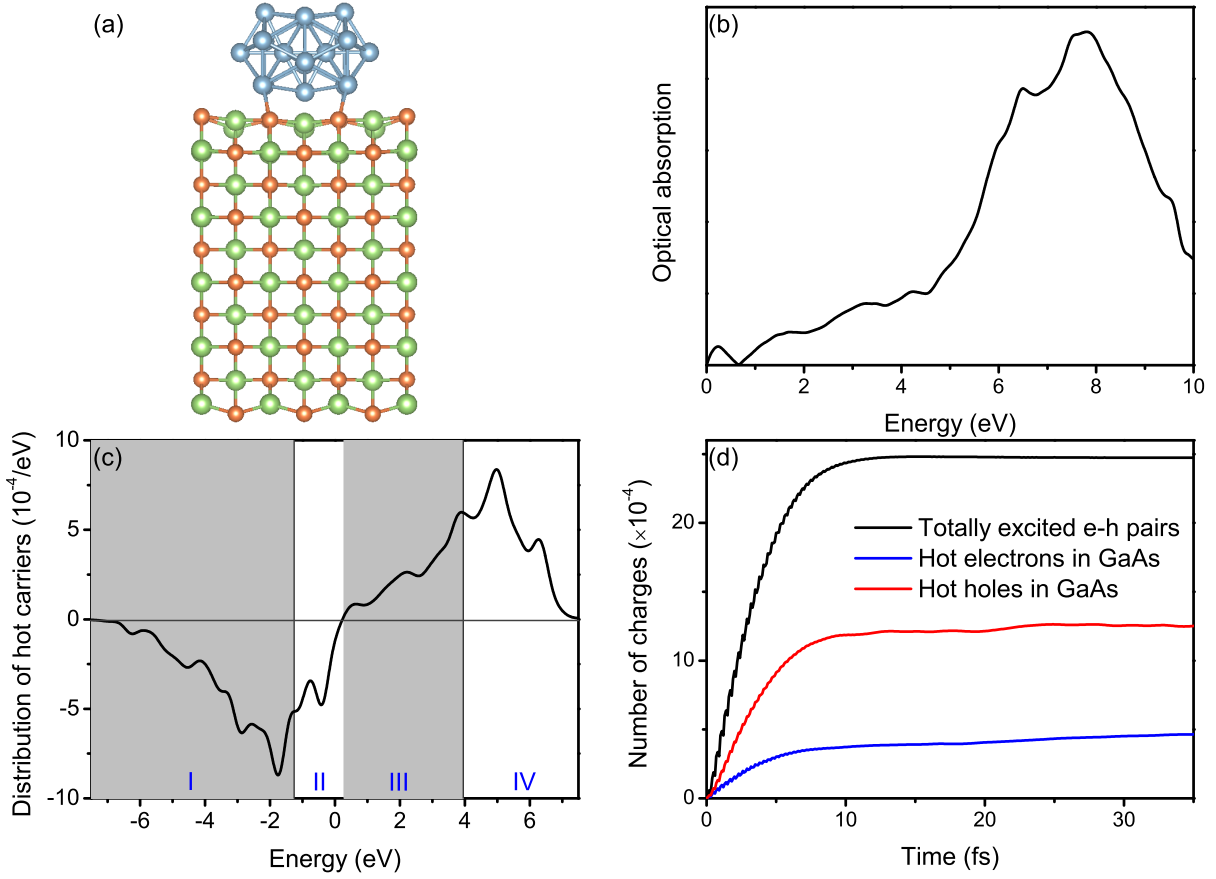 (a)
(b)
Optical absorption
0 2 4 6 8 10
Energy (eV)
(c)
Distribution of hot carriers (10⁻⁴/eV)
10
5
0
-5
-10
I II III IV
-6 -4 -2 0 2 4 6
Energy (eV)
(d)
Number of charges (×10⁻⁴)
20
10
0
Totally excited e-h pairs
Hot electrons in GaAs
Hot holes in GaAs
0 10 20 30
Time (fs)